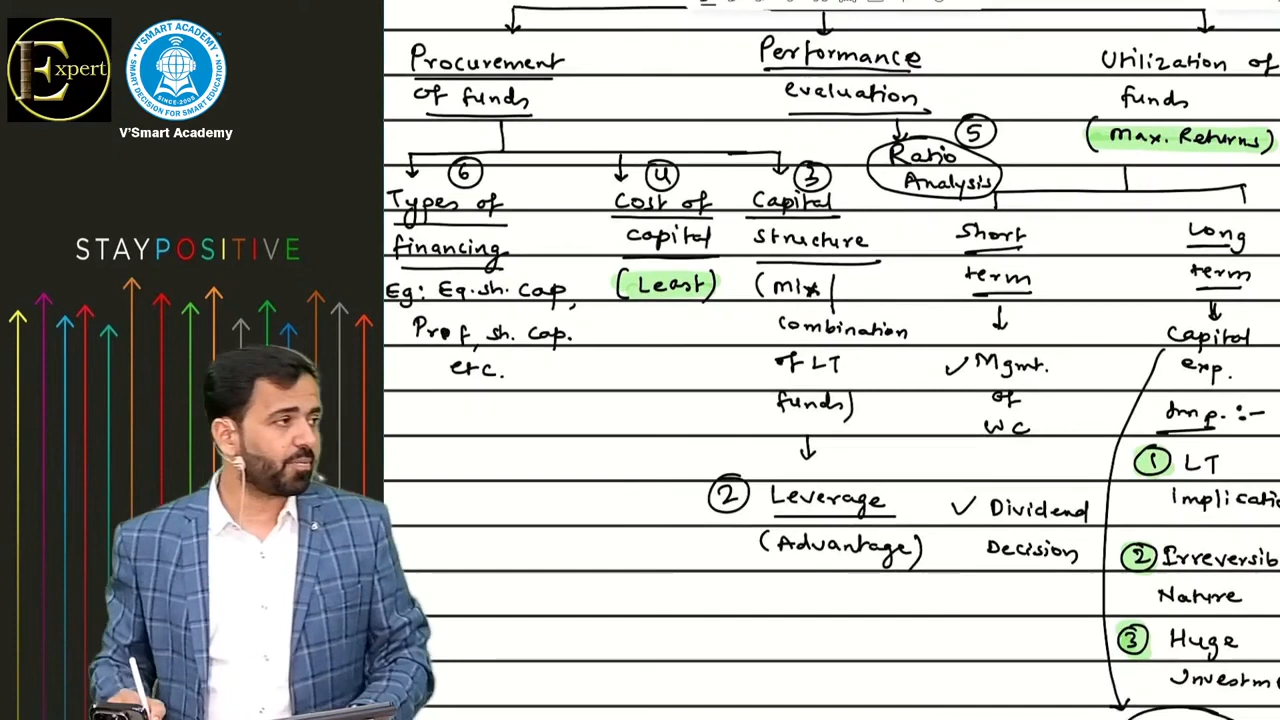 Expert
V'SMART ACADEMY
SMART DECISION FOR SMART EDUCATION
SINCE-2005
V'Smart Academy
STAYPOSITIVE
Procurement
of funds
Performance
evaluation
Utilization of
funds
(Max. Returns)
5
Ratio
Analysis
6
Types of
financing
Eg: Eq.sh. Cap,
Pref, sh. Cap.
etc.
4
Cost of
capital
(Least)
3
Capital
structure
(mix/
combination
of LT
funds)
2 Leverage
(Advantage)
Short
term
✓ Mgmt.
of
WC
✓ Dividend
Decision
Long
term
Capital
exp.
Imp. :-
1 LT
Implicati
2 Irreversib
Nature
3 Huge
Investm